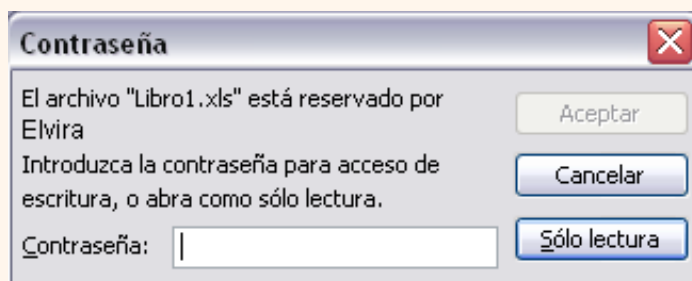 Contraseña
El archivo "Libro1.xls" está reservado por
Elvira
Introduzca la contraseña para acceso de
escritura, o abra como sólo lectura.
Contraseña:
Aceptar
Cancelar
Sólo lectura